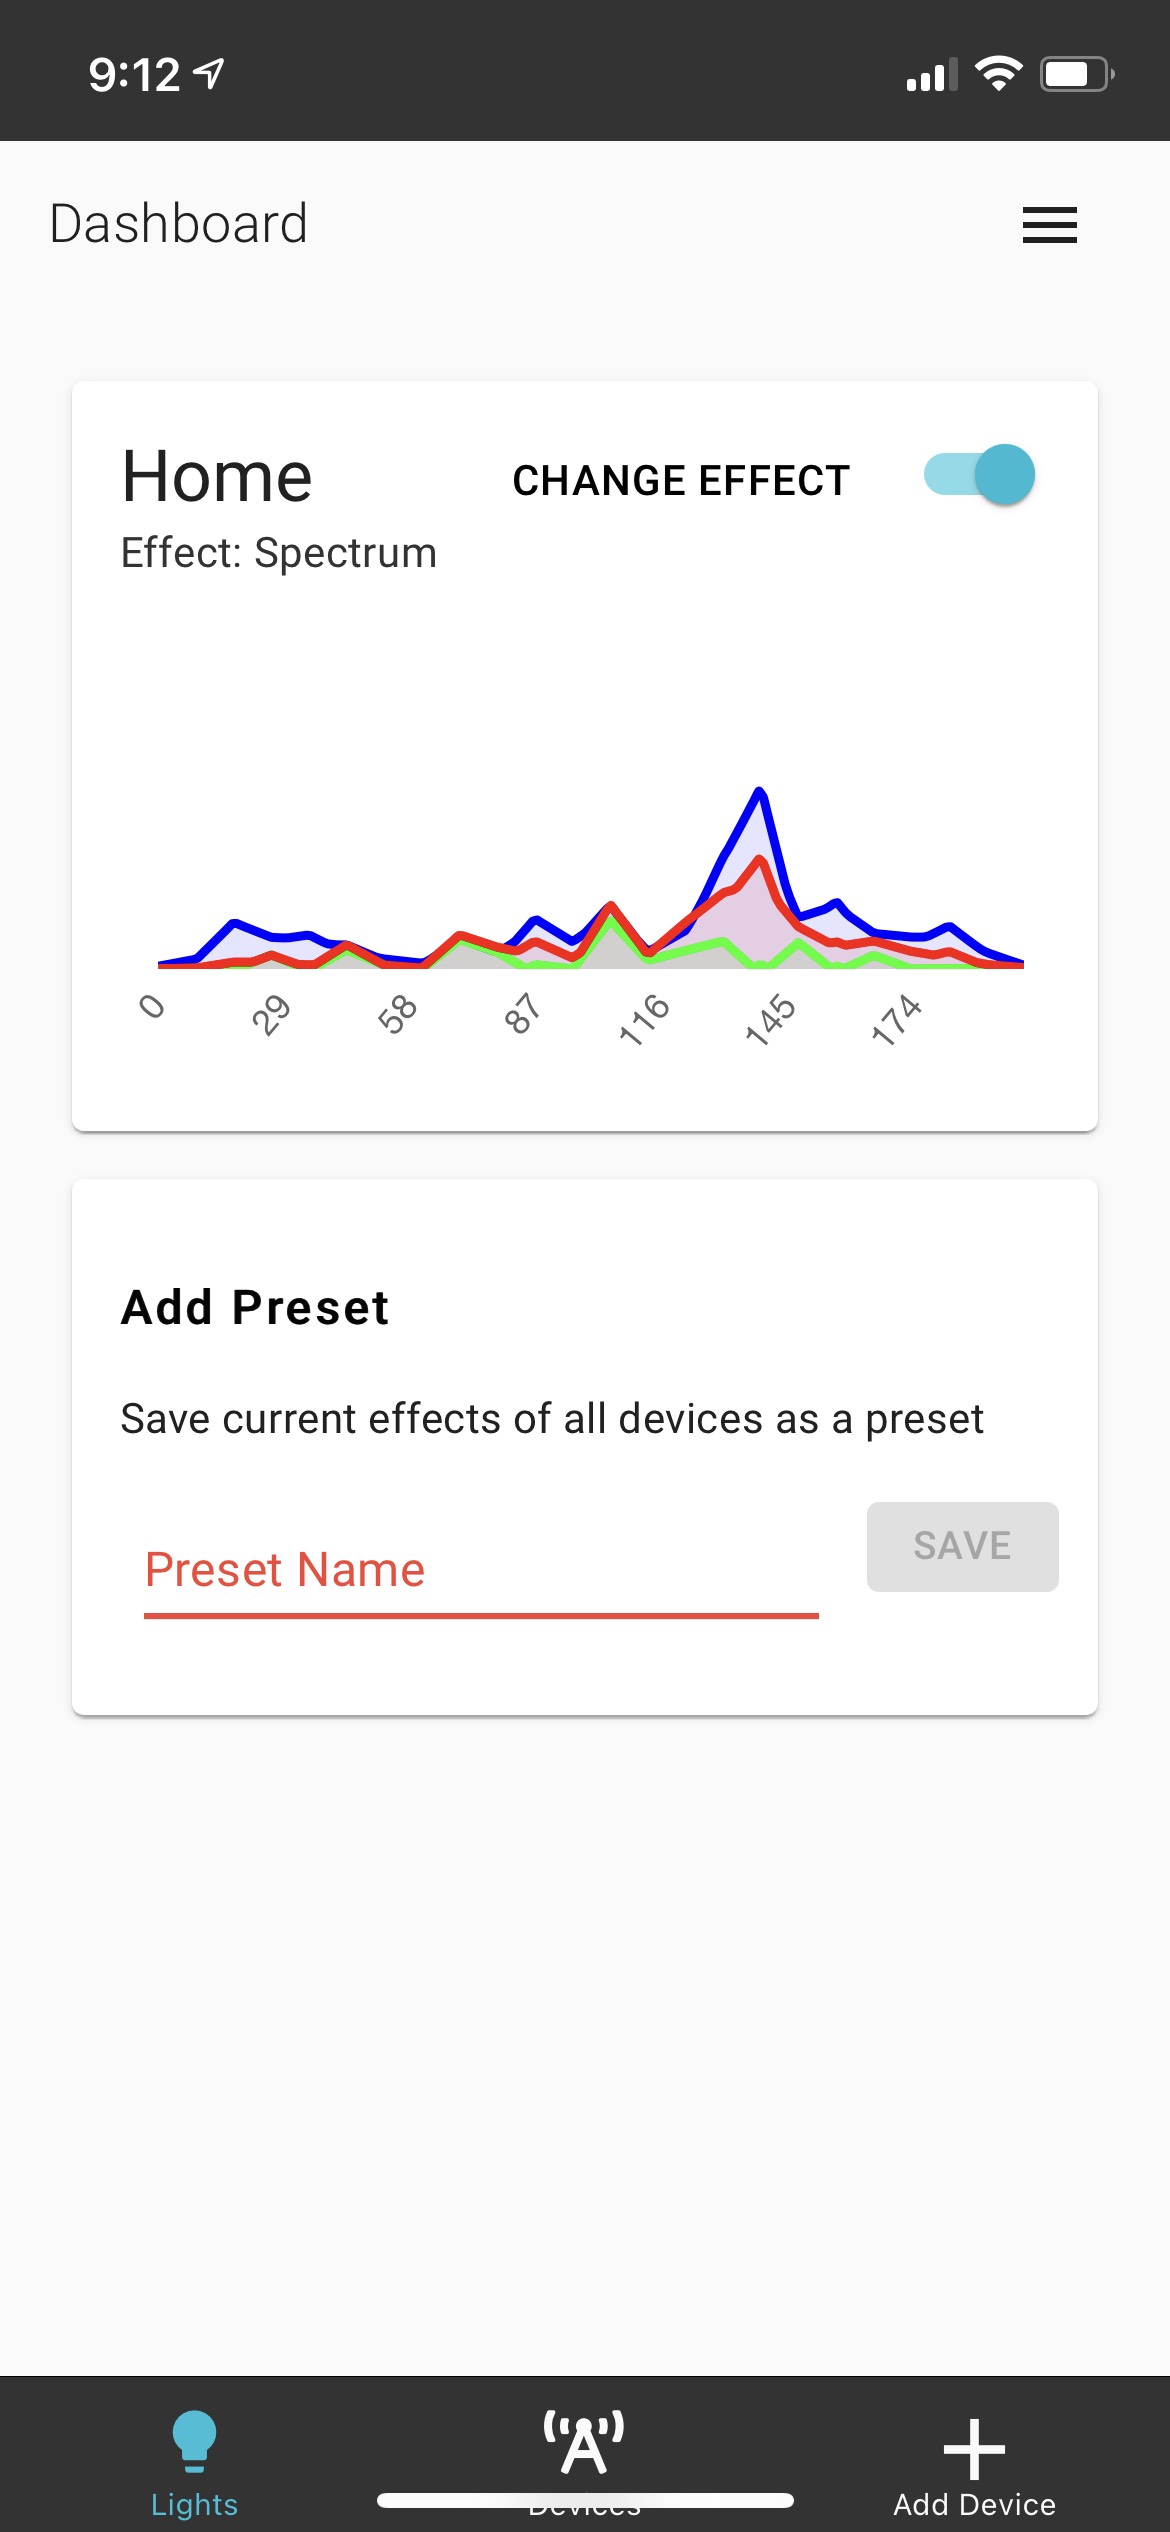 9:12
Dashboard
Home
CHANGE EFFECT
Effect: Spectrum
0 29 58 87 116 145 174
Add Preset
Save current effects of all devices as a preset
Preset Name
SAVE
Lights
Devices
Add Device